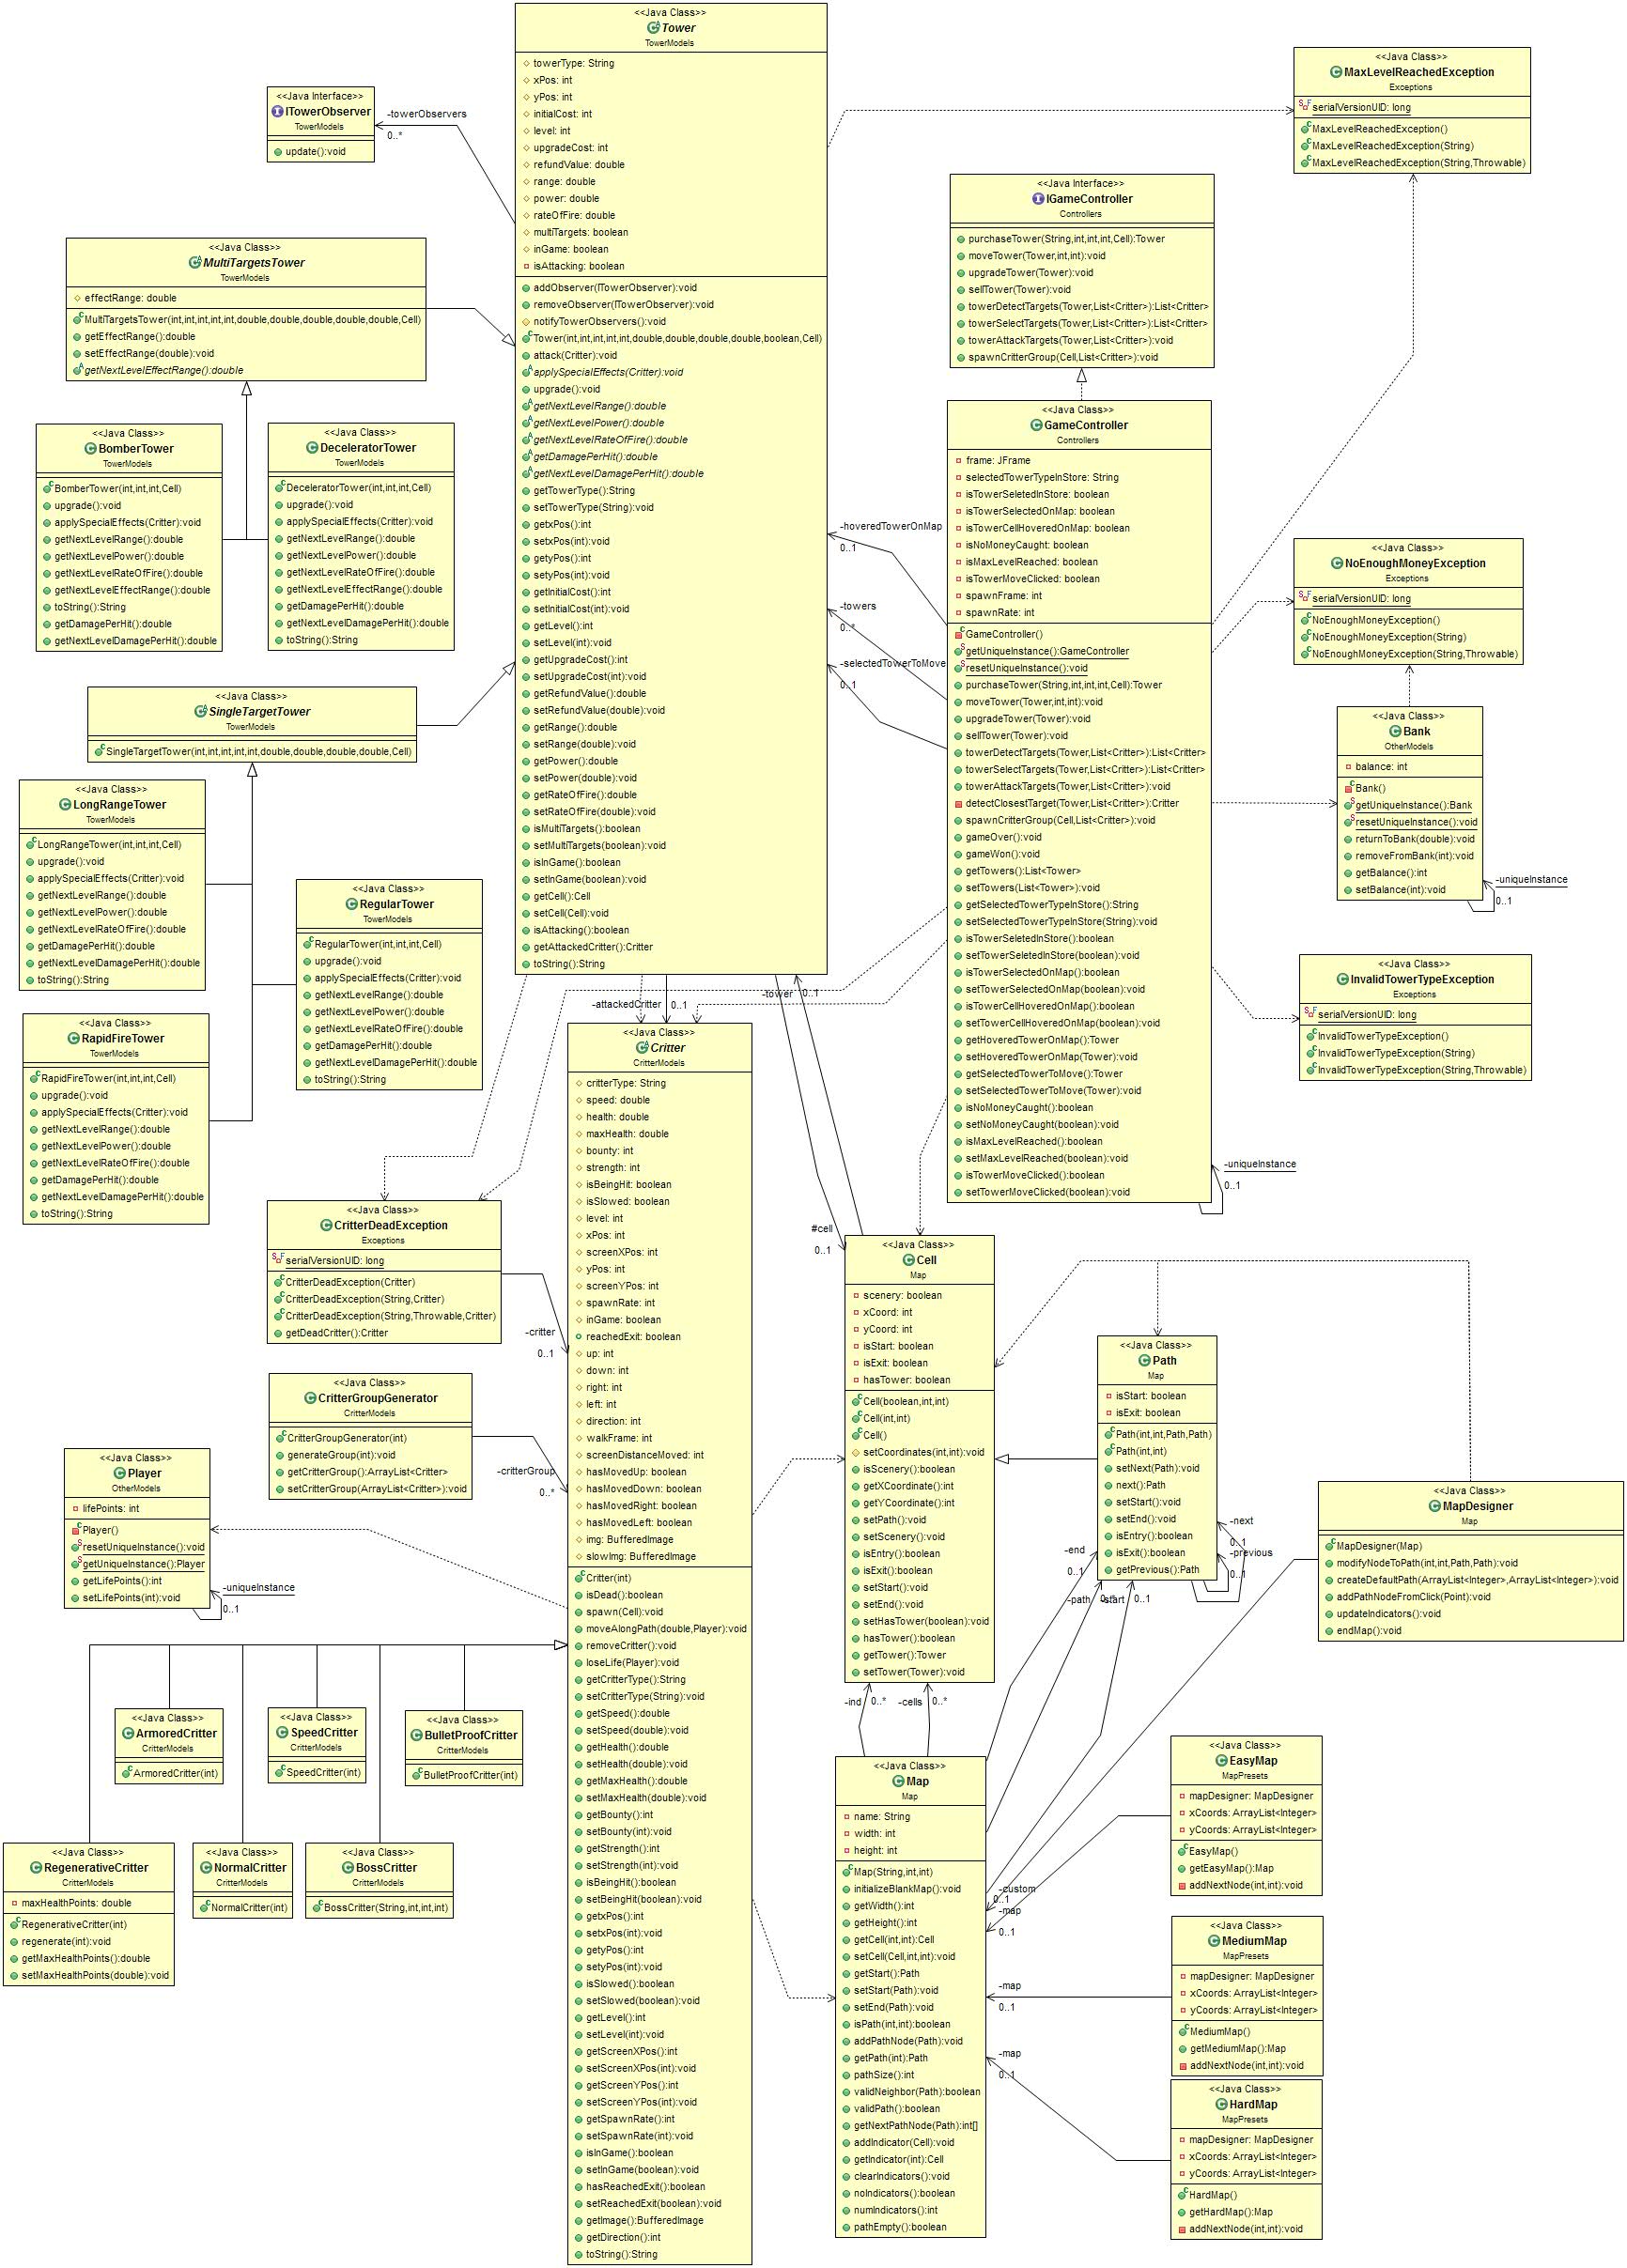 <<Java Class>>
Tower
TowerModels
towerType: String
xPos: int
yPos: int
initialCost: int
level: int
upgradeCost: int
refundValue: double
range: double
power: double
rateOfFire: double
multiTargets: boolean
inGame: boolean
isAttacking: boolean
addObserver(ITowerObserver):void
removeObserver(ITowerObserver):void
notifyTowerObservers():void
Tower(int,int,int,int,int,double,double,double,double,boolean,Cell)
attack(Critter):void
applySpecialEffects(Critter):void
upgrade():void
getNextLevelRange():double
getNextLevelPower():double
getNextLevelRateOfFire():double
getDamagePerHit():double
getNextLevelDamagePerHit():double
getTowerType():String
setTowerType(String):void
getxPos():int
setxPos(int):void
getyPos():int
setyPos(int):void
getInitialCost():int
setInitialCost(int):void
getLevel():int
setLevel(int):void
getUpgradeCost():int
setUpgradeCost(int):void
getRefundValue():double
setRefundValue(double):void
getRange():double
setRange(double):void
getPower():double
setPower(double):void
getRateOfFire():double
setRateOfFire(double):void
isMultiTargets():boolean
setMultiTargets(boolean):void
isInGame():boolean
setInGame(boolean):void
getCell():Cell
setCell(Cell):void
isAttacking():boolean
getAttackedCritter():Critter
toString():String
<<Java Interface>>
ITowerObserver
TowerModels
update():void
-towerObservers
0..*
<<Java Class>>
MultiTargetsTower
TowerModels
effectRange: double
MultiTargetsTower(int,int,int,int,int,double,double,double,double,double,Cell)
getEffectRange():double
setEffectRange(double):void
getNextLevelEffectRange():double
<<Java Class>>
BomberTower
TowerModels
BomberTower(int,int,int,Cell)
upgrade():void
applySpecialEffects(Critter):void
getNextLevelRange():double
getNextLevelPower():double
getNextLevelRateOfFire():double
getNextLevelEffectRange():double
toString():String
getDamagePerHit():double
getNextLevelDamagePerHit():double
<<Java Class>>
DeceleratorTower
TowerModels
DeceleratorTower(int,int,int,Cell)
upgrade():void
applySpecialEffects(Critter):void
getNextLevelRange():double
getNextLevelPower():double
getNextLevelRateOfFire():double
getNextLevelEffectRange():double
getDamagePerHit():double
getNextLevelDamagePerHit():double
toString():String
<<Java Class>>
SingleTargetTower
TowerModels
SingleTargetTower(int,int,int,int,int,double,double,double,double,Cell)
<<Java Class>>
LongRangeTower
TowerModels
LongRangeTower(int,int,int,Cell)
upgrade():void
applySpecialEffects(Critter):void
getNextLevelRange():double
getNextLevelPower():double
getNextLevelRateOfFire():double
getDamagePerHit():double
getNextLevelDamagePerHit():double
toString():String
<<Java Class>>
RegularTower
TowerModels
RegularTower(int,int,int,Cell)
upgrade():void
applySpecialEffects(Critter):void
getNextLevelRange():double
getNextLevelPower():double
getNextLevelRateOfFire():double
getDamagePerHit():double
getNextLevelDamagePerHit():double
toString():String
<<Java Class>>
RapidFireTower
TowerModels
RapidFireTower(int,int,int,Cell)
upgrade():void
applySpecialEffects(Critter):void
getNextLevelRange():double
getNextLevelPower():double
getNextLevelRateOfFire():double
getDamagePerHit():double
getNextLevelDamagePerHit():double
toString():String
<<Java Class>>
MaxLevelReachedException
Exceptions
serialVersionUID: long
MaxLevelReachedException()
MaxLevelReachedException(String)
MaxLevelReachedException(String,Throwable)
<<Java Interface>>
IGameController
Controllers
purchaseTower(String,int,int,int,Cell):Tower
moveTower(Tower,int,int):void
upgradeTower(Tower):void
sellTower(Tower):void
towerDetectTargets(Tower,List<Critter>):List<Critter>
towerSelectTargets(Tower,List<Critter>):List<Critter>
towerAttackTargets(Tower,List<Critter>):void
spawnCritterGroup(Cell,List<Critter>):void
<<Java Class>>
GameController
Controllers
frame: JFrame
selectedTowerTypeInStore: String
isTowerSeletedInStore: boolean
isTowerSelectedOnMap: boolean
isTowerCellHoveredOnMap: boolean
isNoMoneyCaught: boolean
isMaxLevelReached: boolean
isTowerMoveClicked: boolean
spawnFrame: int
spawnRate: int
GameController()
getUniqueInstance():GameController
resetUniqueInstance():void
purchaseTower(String,int,int,int,Cell):Tower
moveTower(Tower,int,int):void
upgradeTower(Tower):void
sellTower(Tower):void
towerDetectTargets(Tower,List<Critter>):List<Critter>
towerSelectTargets(Tower,List<Critter>):List<Critter>
towerAttackTargets(Tower,List<Critter>):void
detectClosestTarget(Tower,List<Critter>):Critter
spawnCritterGroup(Cell,List<Critter>):void
gameOver():void
gameWon():void
getTowers():List<Tower>
setTowers(List<Tower>):void
getSelectedTowerTypeInStore():String
setSelectedTowerTypeInStore(String):void
isTowerSeletedInStore():boolean
setTowerSeletedInStore(boolean):void
isTowerSelectedOnMap():boolean
setTowerSelectedOnMap(boolean):void
isTowerCellHoveredOnMap():boolean
setTowerCellHoveredOnMap(boolean):void
getHoveredTowerOnMap():Tower
setHoveredTowerOnMap(Tower):void
getSelectedTowerToMove():Tower
setSelectedTowerToMove(Tower):void
isNoMoneyCaught():boolean
setNoMoneyCaught(boolean):void
isMaxLevelReached():boolean
setMaxLevelReached(boolean):void
isTowerMoveClicked():boolean
setTowerMoveClicked(boolean):void
-hoveredTowerOnMap
0..1
-towers
0..*
-selectedTowerToMove
0..1
-uniqueInstance
0..1
<<Java Class>>
NoEnoughMoneyException
Exceptions
serialVersionUID: long
NoEnoughMoneyException()
NoEnoughMoneyException(String)
NoEnoughMoneyException(String,Throwable)
<<Java Class>>
Bank
OtherModels
balance: int
Bank()
getUniqueInstance():Bank
resetUniqueInstance():void
returnToBank(double):void
removeFromBank(int):void
getBalance():int
setBalance(int):void
-uniqueInstance
0..1
<<Java Class>>
InvalidTowerTypeException
Exceptions
serialVersionUID: long
InvalidTowerTypeException()
InvalidTowerTypeException(String)
InvalidTowerTypeException(String,Throwable)
-attackedCritter
0..1
-tower
0..1
#cell
0..1
<<Java Class>>
Critter
CritterModels
critterType: String
speed: double
health: double
maxHealth: double
bounty: int
strength: int
isBeingHit: boolean
isSlowed: boolean
level: int
xPos: int
screenXPos: int
yPos: int
screenYPos: int
spawnRate: int
inGame: boolean
reachedExit: boolean
up: int
down: int
right: int
left: int
direction: int
walkFrame: int
screenDistanceMoved: int
hasMovedUp: boolean
hasMovedDown: boolean
hasMovedRight: boolean
hasMovedLeft: boolean
img: BufferedImage
slowImg: BufferedImage
Critter(int)
isDead():boolean
spawn(Cell):void
moveAlongPath(double,Player):void
removeCritter():void
loseLife(Player):void
getCritterType():String
setCritterType(String):void
getSpeed():double
setSpeed(double):void
getHealth():double
setHealth(double):void
getMaxHealth():double
setMaxHealth(double):void
getBounty():int
setBounty(int):void
getStrength():int
setStrength(int):void
isBeingHit():boolean
setBeingHit(boolean):void
getxPos():int
setxPos(int):void
getyPos():int
setyPos(int):void
isSlowed():boolean
setSlowed(boolean):void
getLevel():int
setLevel(int):void
getScreenXPos():int
setScreenXPos(int):void
getScreenYPos():int
setScreenYPos(int):void
getSpawnRate():int
setSpawnRate(int):void
isInGame():boolean
setInGame(boolean):void
hasReachedExit():boolean
setReachedExit(boolean):void
getImage():BufferedImage
getDirection():int
toString():String
<<Java Class>>
CritterDeadException
Exceptions
serialVersionUID: long
CritterDeadException(Critter)
CritterDeadException(String,Critter)
CritterDeadException(String,Throwable,Critter)
getDeadCritter():Critter
-critter
0..1
<<Java Class>>
CritterGroupGenerator
CritterModels
CritterGroupGenerator(int)
generateGroup(int):void
getCritterGroup():ArrayList<Critter>
setCritterGroup(ArrayList<Critter>):void
-critterGroup
0..*
<<Java Class>>
Player
OtherModels
lifePoints: int
Player()
resetUniqueInstance():void
getUniqueInstance():Player
getLifePoints():int
setLifePoints(int):void
-uniqueInstance
0..1
<<Java Class>>
ArmoredCritter
CritterModels
ArmoredCritter(int)
<<Java Class>>
SpeedCritter
CritterModels
SpeedCritter(int)
<<Java Class>>
BulletProofCritter
CritterModels
BulletProofCritter(int)
<<Java Class>>
RegenerativeCritter
CritterModels
maxHealthPoints: double
RegenerativeCritter(int)
regenerate(int):void
getMaxHealthPoints():double
setMaxHealthPoints(double):void
<<Java Class>>
NormalCritter
CritterModels
NormalCritter(int)
<<Java Class>>
BossCritter
CritterModels
BossCritter(String,int,int,int)
<<Java Class>>
Cell
Map
scenery: boolean
xCoord: int
yCoord: int
isStart: boolean
isExit: boolean
hasTower: boolean
Cell(boolean,int,int)
Cell(int,int)
Cell()
setCoordinates(int,int):void
isScenery():boolean
getXCoordinate():int
getYCoordinate():int
setPath():void
setScenery():void
isEntry():boolean
isExit():boolean
setStart():void
setEnd():void
setHasTower(boolean):void
hasTower():boolean
getTower():Tower
setTower(Tower):void
<<Java Class>>
Path
Map
isStart: boolean
isExit: boolean
Path(int,int,Path,Path)
Path(int,int)
setNext(Path):void
next():Path
setStart():void
setEnd():void
isEntry():boolean
isExit():boolean
getPrevious():Path
-next
0..1
-previous
0..1
-end
0..1
-path
0..*
-start
0..1
<<Java Class>>
MapDesigner
Map
MapDesigner(Map)
modifyNodeToPath(int,int,Path,Path):void
createDefaultPath(ArrayList<Integer>,ArrayList<Integer>):void
addPathNodeFromClick(Point):void
updateIndicators():void
endMap():void
-ind
0..*
-cells
0..*
<<Java Class>>
Map
Map
name: String
width: int
height: int
Map(String,int,int)
initializeBlankMap():void
getWidth():int
getHeight():int
getCell(int,int):Cell
setCell(Cell,int,int):void
getStart():Path
setStart(Path):void
setEnd(Path):void
isPath(int,int):boolean
addPathNode(Path):void
getPath(int):Path
pathSize():int
validNeighbor(Path):boolean
validPath():boolean
getNextPathNode(Path):int[]
addIndicator(Cell):void
getIndicator(int):Cell
clearIndicators():void
noIndicators():boolean
numIndicators():int
pathEmpty():boolean
-custom
0..1
-map
0..1
-map
0..1
-map
0..1
<<Java Class>>
EasyMap
MapPresets
mapDesigner: MapDesigner
xCoords: ArrayList<Integer>
yCoords: ArrayList<Integer>
EasyMap()
getEasyMap():Map
addNextNode(int,int):void
<<Java Class>>
MediumMap
MapPresets
mapDesigner: MapDesigner
xCoords: ArrayList<Integer>
yCoords: ArrayList<Integer>
MediumMap()
getMediumMap():Map
addNextNode(int,int):void
<<Java Class>>
HardMap
MapPresets
mapDesigner: MapDesigner
xCoords: ArrayList<Integer>
yCoords: ArrayList<Integer>
HardMap()
getHardMap():Map
addNextNode(int,int):void